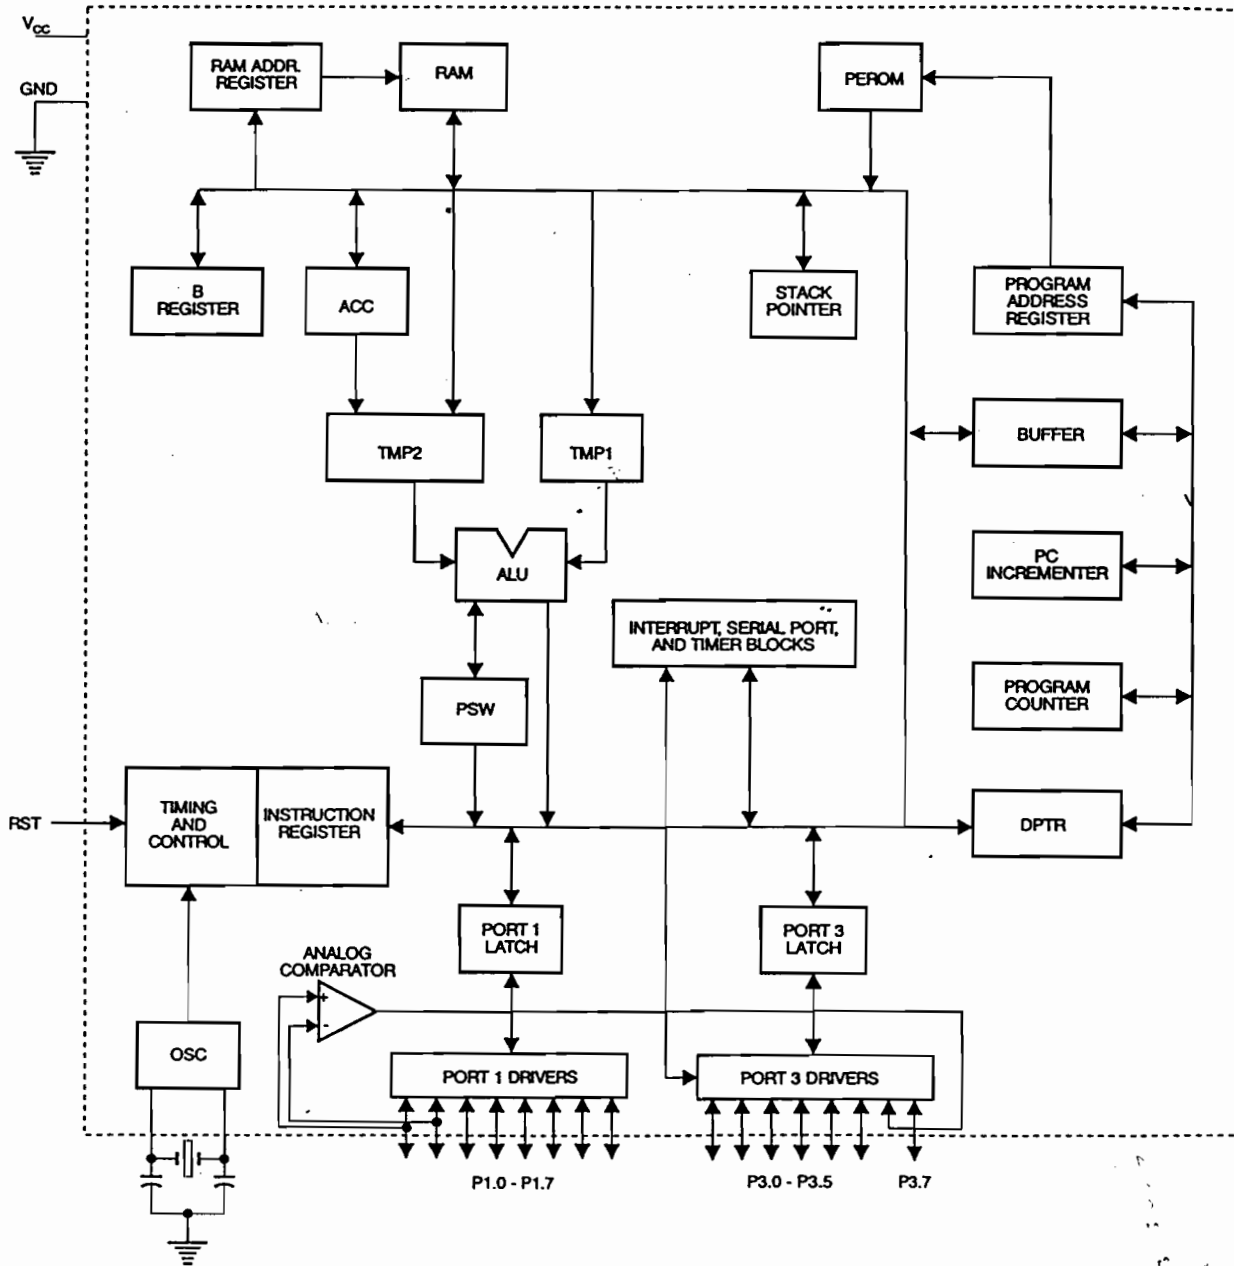 VCC
GND
RAM ADDR.
REGISTER
RAM
PEROM
B
REGISTER
ACC
STACK
POINTER
PROGRAM
ADDRESS
REGISTER
TMP2
TMP1
BUFFER
ALU
PC
INCREMENTER
INTERRUPT, SERIAL PORT,
AND TIMER BLOCKS
PSW
PROGRAM
COUNTER
RST
TIMING
AND
CONTROL
INSTRUCTION
REGISTER
DPTR
PORT 1
LATCH
PORT 3
LATCH
ANALOG
COMPARATOR
+
-
OSC
PORT 1 DRIVERS
PORT 3 DRIVERS
P1.0 - P1.7
P3.0 - P3.5
P3.7